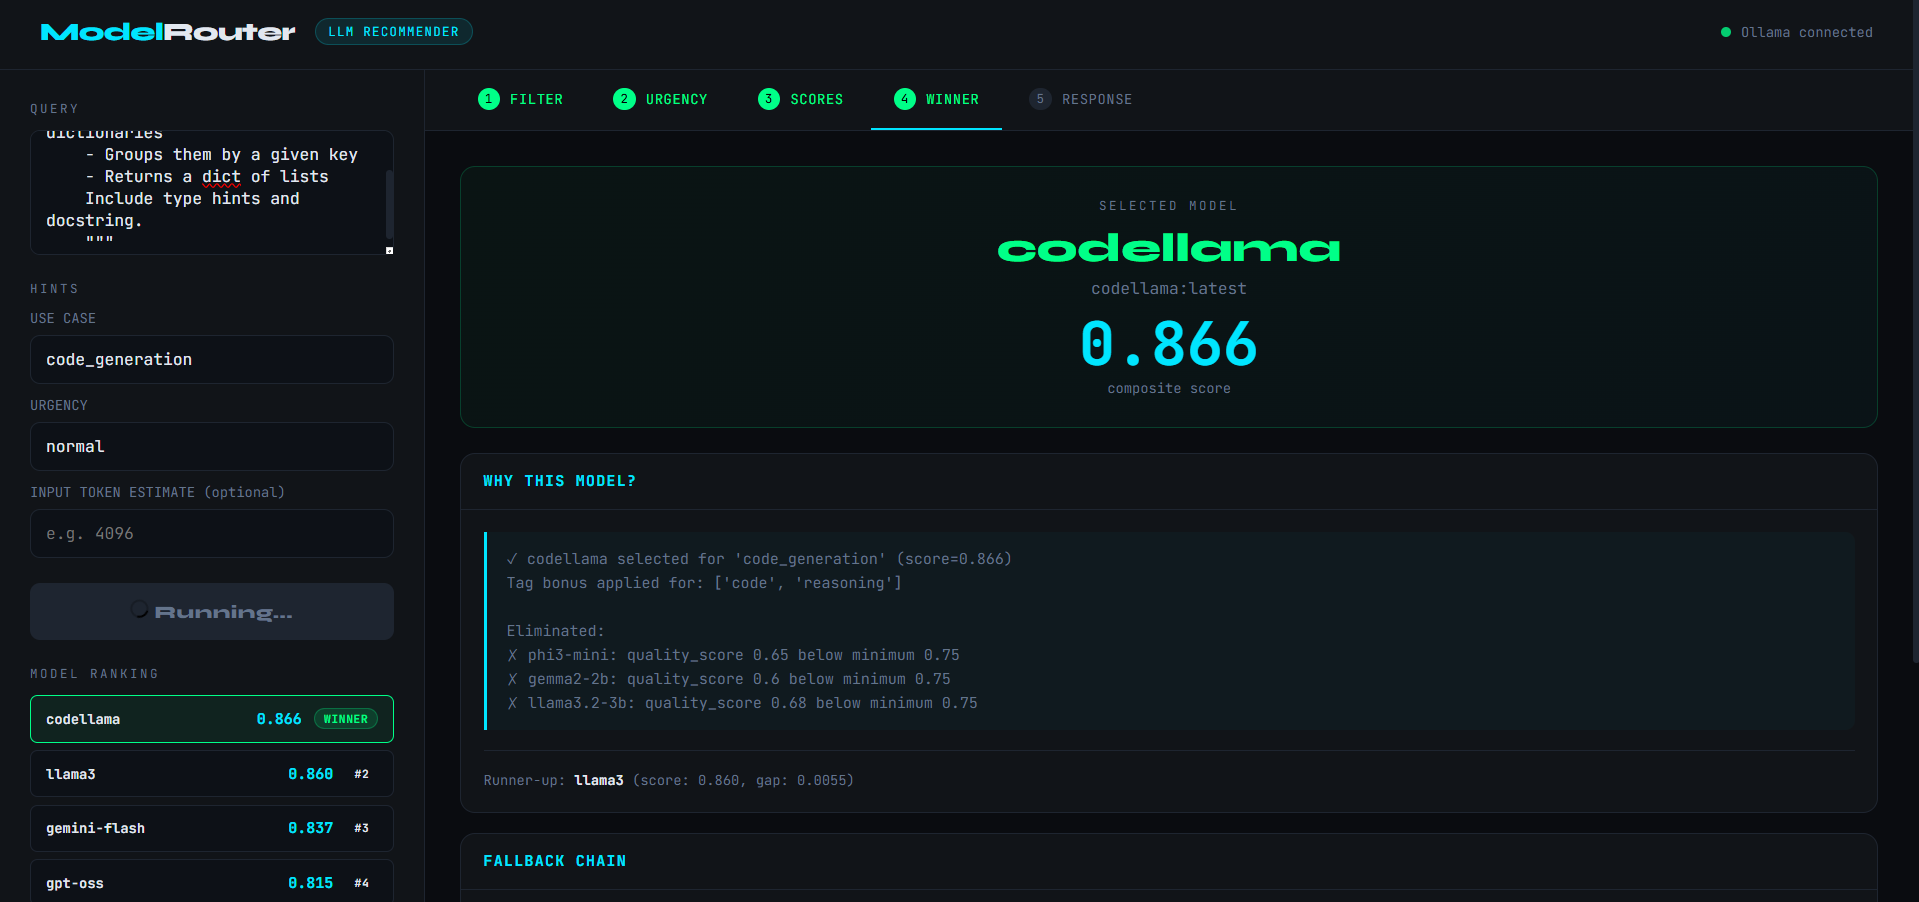 ModelRouter
LLM RECOMMENDER
Ollama connected
QUERY
dictionaries
- Groups them by a given key
- Returns a dict of lists
Include type hints and
docstring.
"""
HINTS
USE CASE
code_generation
URGENCY
normal
INPUT TOKEN ESTIMATE (optional)
e.g. 4096
Running...
MODEL RANKING
codellama 0.866 WINNER
llama3 0.860 #2
gemini-flash 0.837 #3
gpt-oss 0.815 #4
1 FILTER
2 URGENCY
3 SCORES
4 WINNER
5 RESPONSE
SELECTED MODEL
codellama
codellama:latest
0.866
composite score
WHY THIS MODEL?
✓ codellama selected for 'code_generation' (score=0.866)
Tag bonus applied for: ['code', 'reasoning']
Eliminated:
✗ phi3-mini: quality_score 0.65 below minimum 0.75
✗ gemma2-2b: quality_score 0.6 below minimum 0.75
✗ llama3.2-3b: quality_score 0.68 below minimum 0.75
Runner-up: llama3 (score: 0.860, gap: 0.0055)
FALLBACK CHAIN